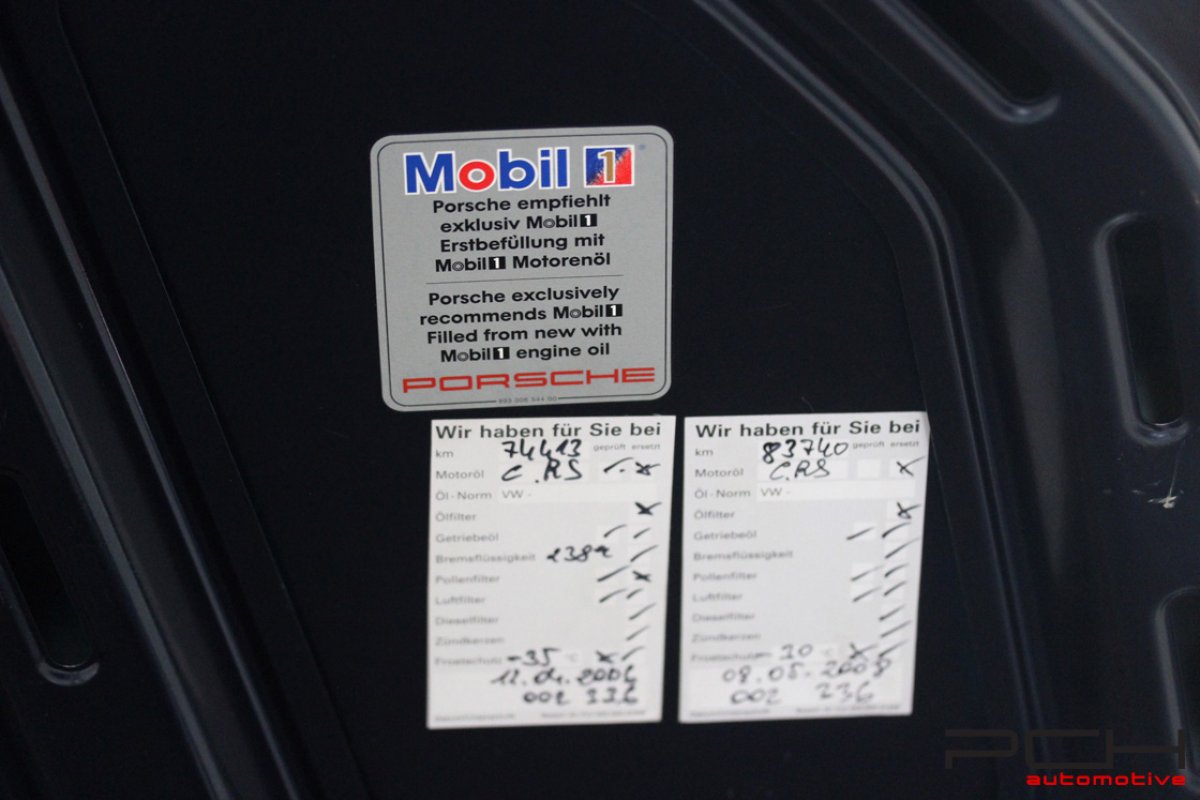 Mobil 1
Porsche empfiehlt
exklusiv Mobil 1
Erstbefüllung mit
Mobil 1 Motorenöl
Porsche exclusively
recommends Mobil 1
Filled from new with
Mobil 1 engine oil
PORSCHE
Wir haben für Sie bei
km 74413 geprüft ersetzt
Motoröl C.RS
Öl-Norm VW -
Ölfilter
Getriebeöl
Bremsflüssigkeit
Pollenfilter
Luftfilter
Dieselfilter
Zündkerzen
Frostschutz -35 °C
12.04.2006
002 236
Wir haben für Sie bei
km 83740 geprüft ersetzt
Motoröl C.RS
Öl-Norm VW -
Ölfilter
Getriebeöl
Bremsflüssigkeit
Pollenfilter
Luftfilter
Dieselfilter
Zündkerzen
Frostschutz -30 °C
08.05.2008
002 236
PCH
automotive